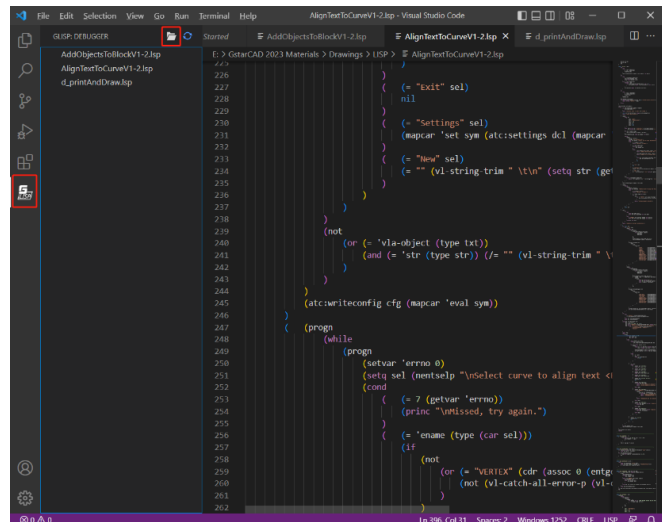 File Edit Selection View Go Run Terminal Help AlignTextToCurveV1-2.lsp - Visual Studio Code
GLISP: DEBUGGER
Started AddObjectsToBlockV1-2.lsp AlignTextToCurveV1-2.lsp d_printAndDraw.lsp
E: > GstarCAD 2023 Materials > Drawings > LISP > AlignTextToCurveV1-2.lsp
AddObjectsToBlockV1-2.lsp
AlignTextToCurveV1-2.lsp
d_printAndDraw.lsp
225 )
226 )
227 ( (= "Exit" sel)
228 nil
229 )
230 ( (= "Settings" sel)
231 (mapcar 'set sym (atc:settings dcl (mapcar
232 )
233 ( (= "New" sel)
234 (= "" (vl-string-trim " \t\n" (setq str (get
235 )
236 )
237 )
238 )
239 (not
240 (or (= 'vla-object (type txt))
241 (and (= 'str (type str)) (/= "" (vl-string-trim " \t
242 )
243 )
244 )
245 (atc:writeconfig cfg (mapcar 'eval sym))
246 )
247 ( (progn
248 (while
249 (progn
250 (setvar 'errno 0)
251 (setq sel (nentselp "\nSelect curve to align text <
252 (cond
253 ( (= 7 (getvar 'errno))
254 (princ "\nMissed, try again.")
255 )
256 ( (= 'ename (type (car sel)))
257 (if
258 (not
259 (or (= "VERTEX" (cdr (assoc 0 (entg
260 (not (vl-catch-all-error-p (vl-c
261 )
262 )
0 0 Ln 396, Col 31 Spaces: 2 Windows 1252 CRLF LISP